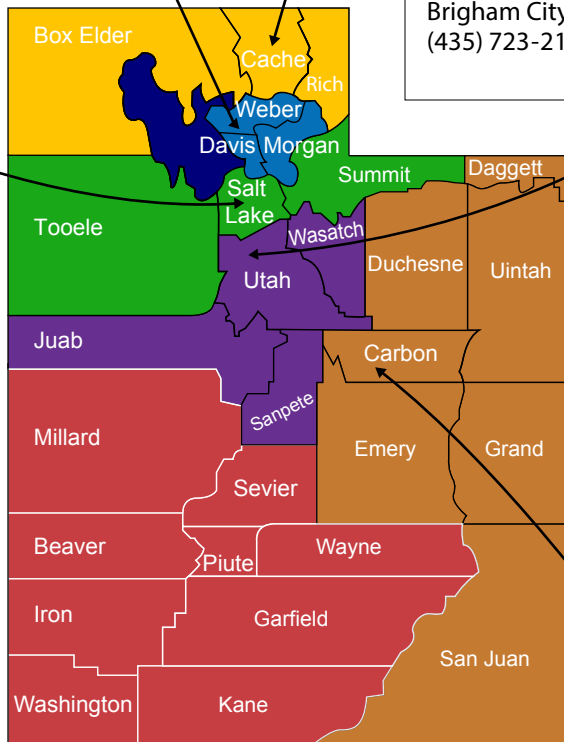 Brigham City
(435) 723-21
Box Elder
Cache
Rich
Weber
Davis
Morgan
Salt
Lake
Summit
Daggett
Tooele
Wasatch
Utah
Duchesne
Uintah
Juab
Carbon
Sanpete
Millard
Emery
Grand
Sevier
Beaver
Piute
Wayne
Iron
Garfield
San Juan
Washington
Kane